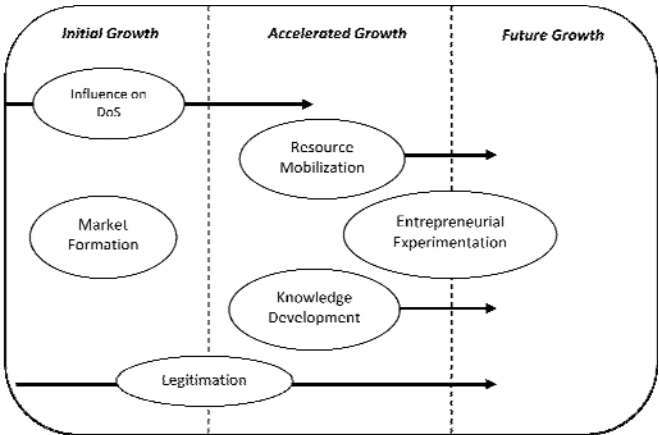 Initial Growth
Accelerated Growth
Future Growth
Influence on
DoS
Resource
Mobilization
Market
Formation
Entrepreneurial
Experimentation
Knowledge
Development
Legitimation